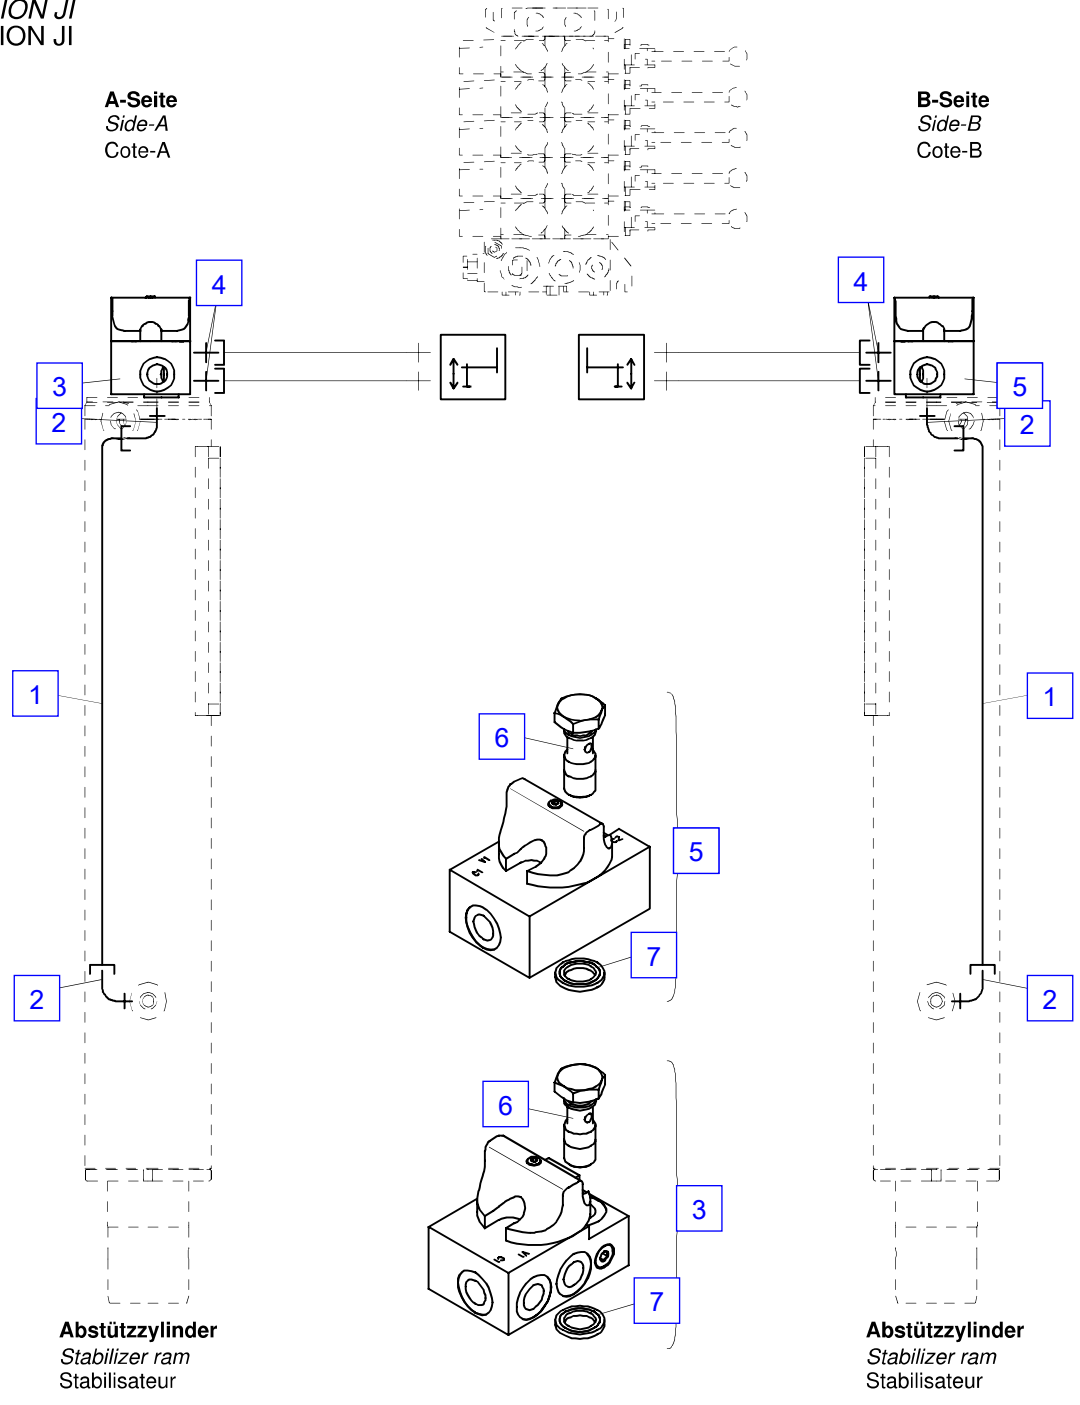 ION JI
ION JI
A-Seite
Side-A
Cote-A
B-Seite
Side-B
Cote-B
4
4
3
5
2
2
1
1
6
5
7
2
2
6
3
7
Abstützzylinder
Stabilizer ram
Stabilisateur
Abstützzylinder
Stabilizer ram
Stabilisateur